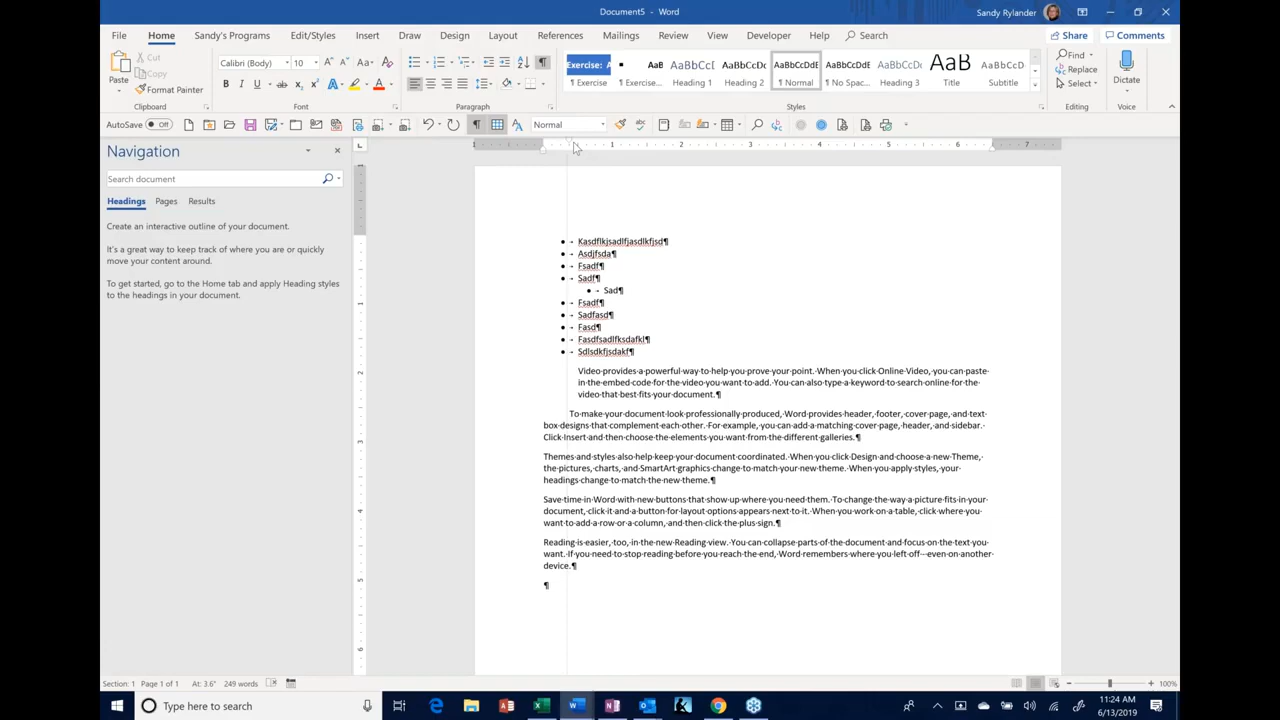 Document5 - Word
Sandy Rylander
File Home Sandy's Programs Edit/Styles Insert Draw Design Layout References Mailings Review View Developer Help Search Share Comments
Paste
Cut
Copy
Format Painter
Calibri (Body) 10
Exercise: A
AaB
AaBbCcI
AaBbCcDc
AaBbCcDdE
AaBbCcDdE
AaBbCcDc
AaB
AaBbCcD
¶ Exercise ¶ Exercise... Heading 1 Heading 2 ¶ Normal ¶ No Spac... Heading 3 Title Subtitle
Find
Replace
Select
Dictate
Clipboard Font Paragraph Styles Editing Voice
AutoSave Off
Normal
1 1 2 3 4 5 6 7
Navigation
Search document
Headings Pages Results
Create an interactive outline of your document.
It's a great way to keep track of where you are or quickly
move your content around.
To get started, go to the Home tab and apply Heading styles
to the headings in your document.
Kasdflkjsadlfjasdlkfjsd¶
Asdjfsda¶
Fsadf¶
Sadf¶
Sad¶
Fsadf¶
Sadfasd¶
Fasd¶
Fasdfsadlfksdafkl¶
Sdlsdkfjsdakf¶
Video·provides·a·powerful·way·to·help·you·prove·your·point.·When·you·click·Online·Video,·you·can·paste·
in·the·embed·code·for·the·video·you·want·to·add.·You·can·also·type·a·keyword·to·search·online·for·the·
video·that·best·fits·your·document.¶
To·make·your·document·look·professionally·produced,·Word·provides·header,·footer,·cover·page,·and·text·
box·designs·that·complement·each·other.·For·example,·you·can·add·a·matching·cover·page,·header,·and·sidebar.·
Click·Insert·and·then·choose·the·elements·you·want·from·the·different·galleries.¶
Themes·and·styles·also·help·keep·your·document·coordinated.·When·you·click·Design·and·choose·a·new·Theme,·
the·pictures,·charts,·and·SmartArt·graphics·change·to·match·your·new·theme.·When·you·apply·styles,·your·
headings·change·to·match·the·new·theme.¶
Save·time·in·Word·with·new·buttons·that·show·up·where·you·need·them.·To·change·the·way·a·picture·fits·in·your·
document,·click·it·and·a·button·for·layout·options·appears·next·to·it.·When·you·work·on·a·table,·click·where·you·
want·to·add·a·row·or·a·column,·and·then·click·the·plus·sign.¶
Reading·is·easier,·too,·in·the·new·Reading·view.·You·can·collapse·parts·of·the·document·and·focus·on·the·text·you·
want.·If·you·need·to·stop·reading·before·you·reach·the·end,·Word·remembers·where·you·left·off·-·even·on·another·
device.¶
¶
Section: 1 Page 1 of 1 At: 3.6" 249 words 100%
Type here to search
11:24 AM
6/13/2019